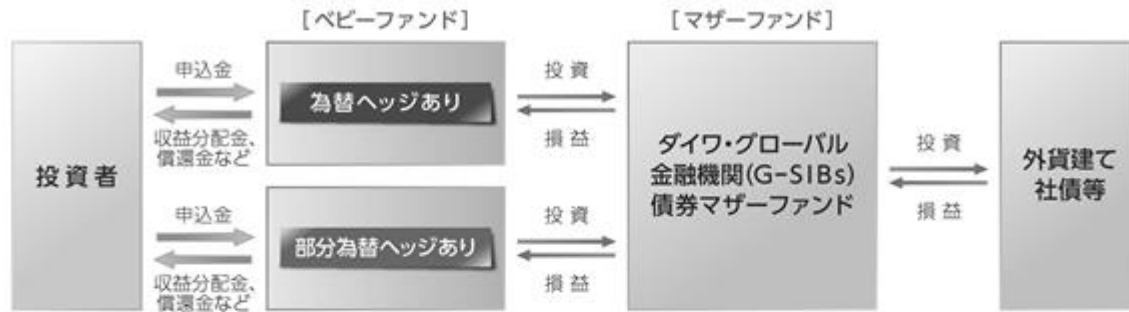 [ベビーファンド]
[マザーファンド]
投資者
申込金
収益分配金、
償還金など
為替ヘッジあり
投資
損益
申込金
収益分配金、
償還金など
部分為替ヘッジあり
投資
損益
ダイワ・グローバル
金融機関(G-SIBs)
債券マザーファンド
投資
損益
外貨建て
社債等